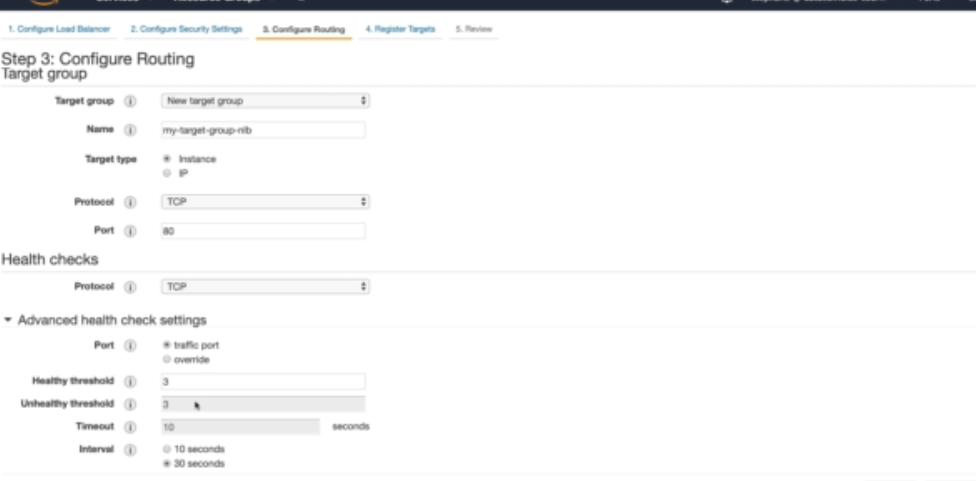 1. Configure Load Balancer 2. Configure Security Settings 3. Configure Routing 4. Register Targets 5. Review
Step 3: Configure Routing
Target group
Target group New target group
Name my-target-group-nlb
Target type Instance
IP
Protocol TCP
Port 80
Health checks
Protocol TCP
Advanced health check settings
Port traffic port
override
Healthy threshold 3
Unhealthy threshold 3
Timeout 10 seconds
Interval 10 seconds
30 seconds